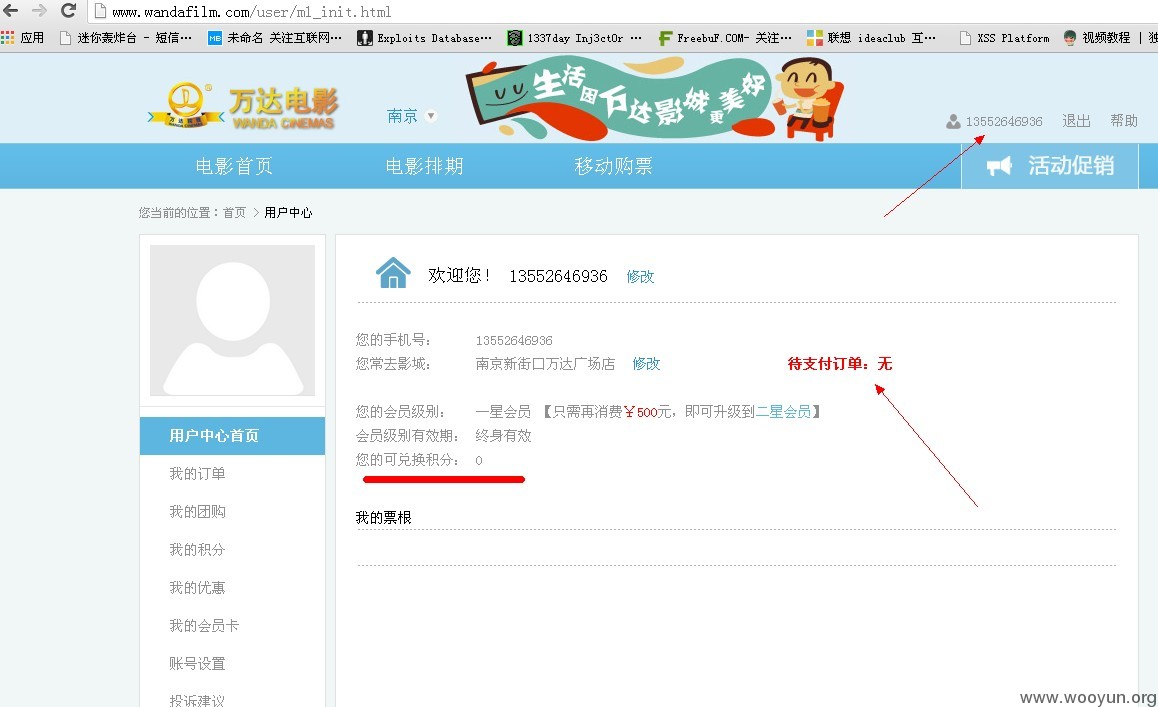 www.wandafilm.com/user/ml_init.html
应用 迷你轰炸台 - 短信… MB 未命名 关注互联网… Exploits Database… 1337day Inj3ct0r … FreebuF.COM- 关注… 联想 ideaclub 互… XSS Platform 视频教程 | 独
万达电影
WANDA CINEMAS
南京
生活因万达影城更美好
13552646936 退出 帮助
电影首页 电影排期 移动购票 活动促销
您当前的位置：首页 > 用户中心
欢迎您！ 13552646936 修改
您的手机号： 13552646936
您常去影城： 南京新街口万达广场店 修改 待支付订单：无
您的会员级别： 一星会员 【只需再消费￥500元，即可升级到二星会员】
会员级别有效期： 终身有效
您的可兑换积分： 0
我的票根
用户中心首页
我的订单
我的团购
我的积分
我的优惠
我的会员卡
账号设置
投诉建议
www.wooyun.org